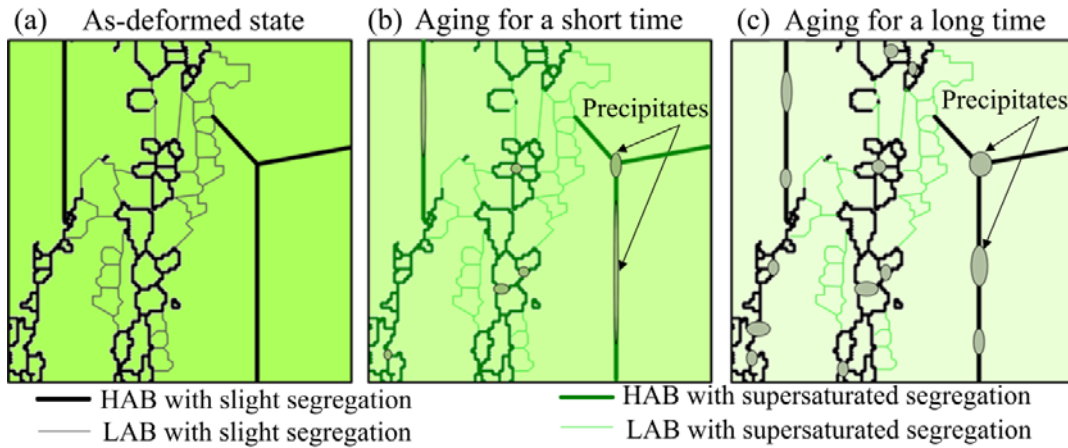 (a) As-deformed state
(b) Aging for a short time
(c) Aging for a long time
Precipitates
Precipitates
HAB with slight segregation
HAB with supersaturated segregation
LAB with slight segregation
LAB with supersaturated segregation